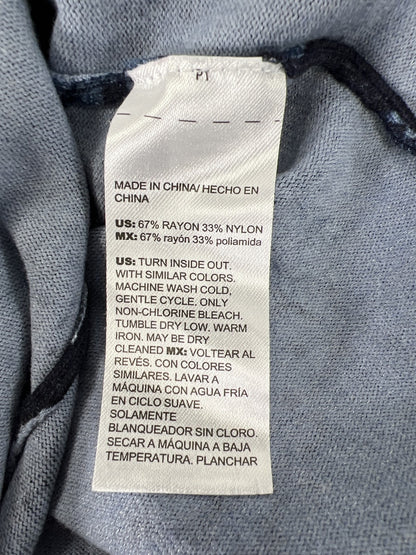 PT
MADE IN CHINA/ HECHO EN
CHINA
US: 67% RAYON 33% NYLON
MX: 67% rayón 33% poliamida
US: TURN INSIDE OUT.
WITH SIMILAR COLORS.
MACHINE WASH COLD,
GENTLE CYCLE. ONLY
NON-CHLORINE BLEACH.
TUMBLE DRY LOW. WARM
IRON. MAY BE DRY
CLEANED MX: VOLTEAR AL
REVÉS. CON COLORES
SIMILARES. LAVAR A
MÁQUINA CON AGUA FRÍA
EN CICLO SUAVE.
SOLAMENTE
BLANQUEADOR SIN CLORO.
SECAR A MÁQUINA A BAJA
TEMPERATURA. PLANCHAR